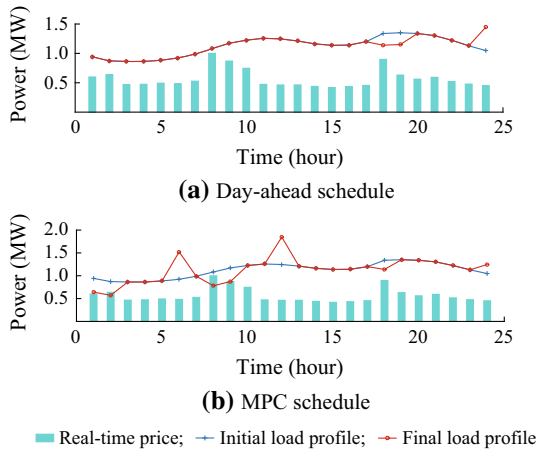 1.5
1.0
0.5
Power (MW)
0 5 10 15 20 25
Time (hour)
(a) Day-ahead schedule
2.0
1.5
1.0
0.5
Power (MW)
0 5 10 15 20 25
Time (hour)
(b) MPC schedule
Real-time price; Initial load profile; Final load profile